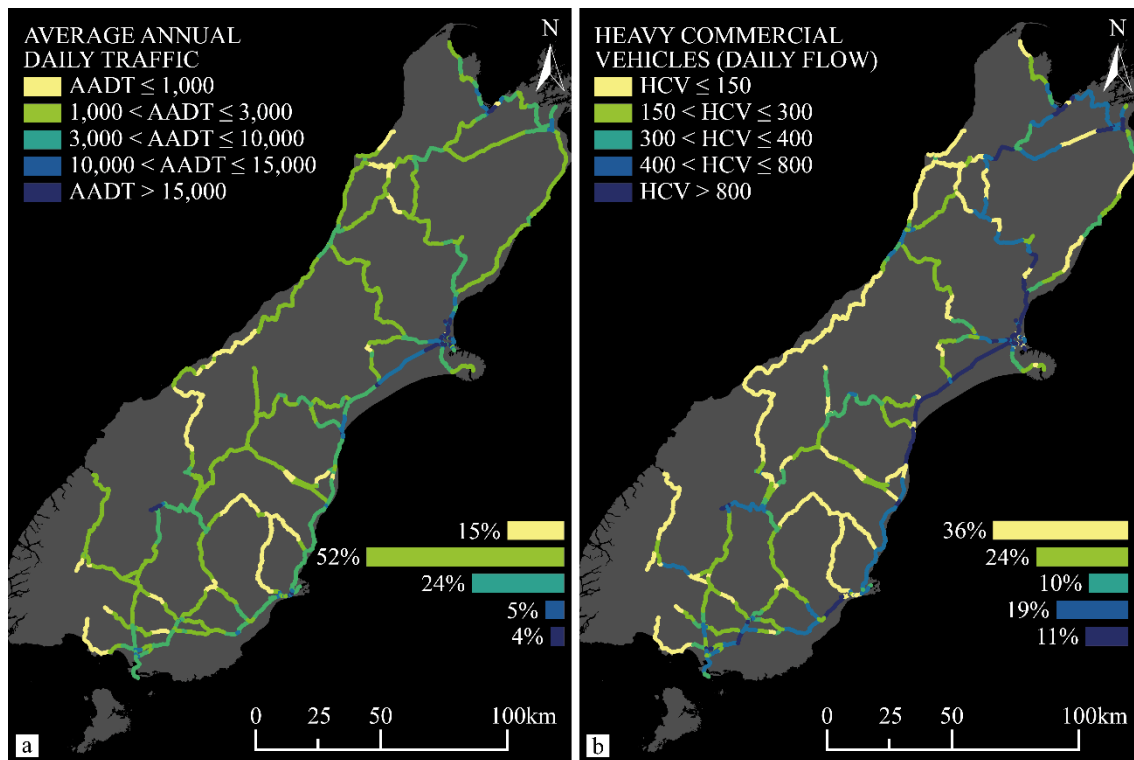 AVERAGE ANNUAL
DAILY TRAFFIC
AADT ≤ 1,000
1,000 < AADT ≤ 3,000
3,000 < AADT ≤ 10,000
10,000 < AADT ≤ 15,000
AADT > 15,000
N
15%
52%
24%
5%
4%
0 25 50 100km
a
HEAVY COMMERCIAL
VEHICLES (DAILY FLOW)
HCV ≤ 150
150 < HCV ≤ 300
300 < HCV ≤ 400
400 < HCV ≤ 800
HCV > 800
N
36%
24%
10%
19%
11%
0 25 50 100km
b